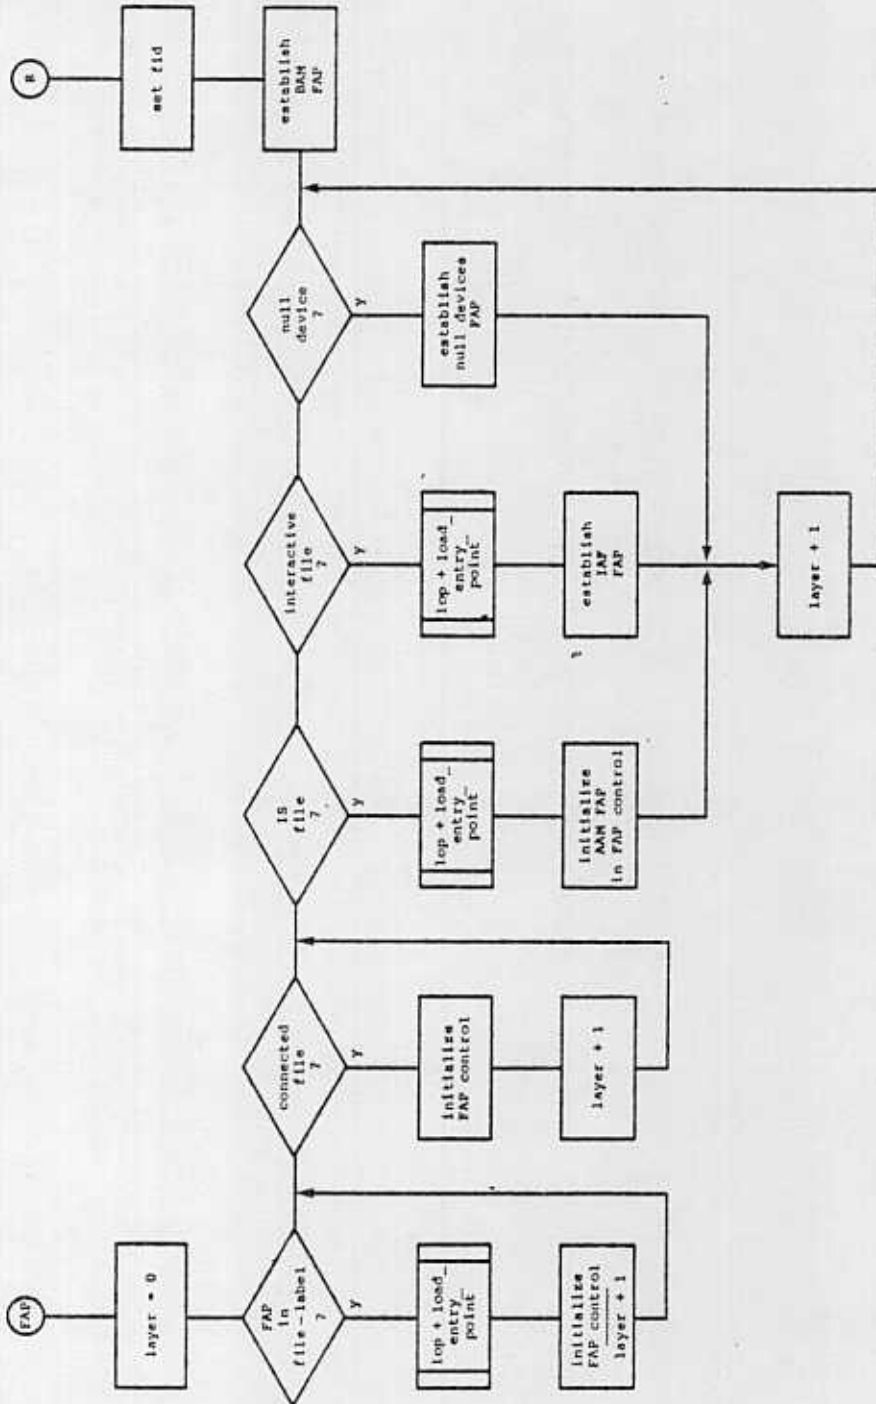 FAP
layer = 0
FAP
in
file-label
?
y
lop + load_
entry_
point
initialize
FAP control
layer + 1
connected
file
?
y
initialize
FAP control
layer + 1
IS
file
?
y
lop + load_
entry_
point
initialize
AAM FAP
in FAP control
interactive
file
?
y
lop + load_
entry_
point
establish
IAF
FAP
layer + 1
null
device
?
y
establish
null devices
FAP
establish
BAM
FAP
set fid
R